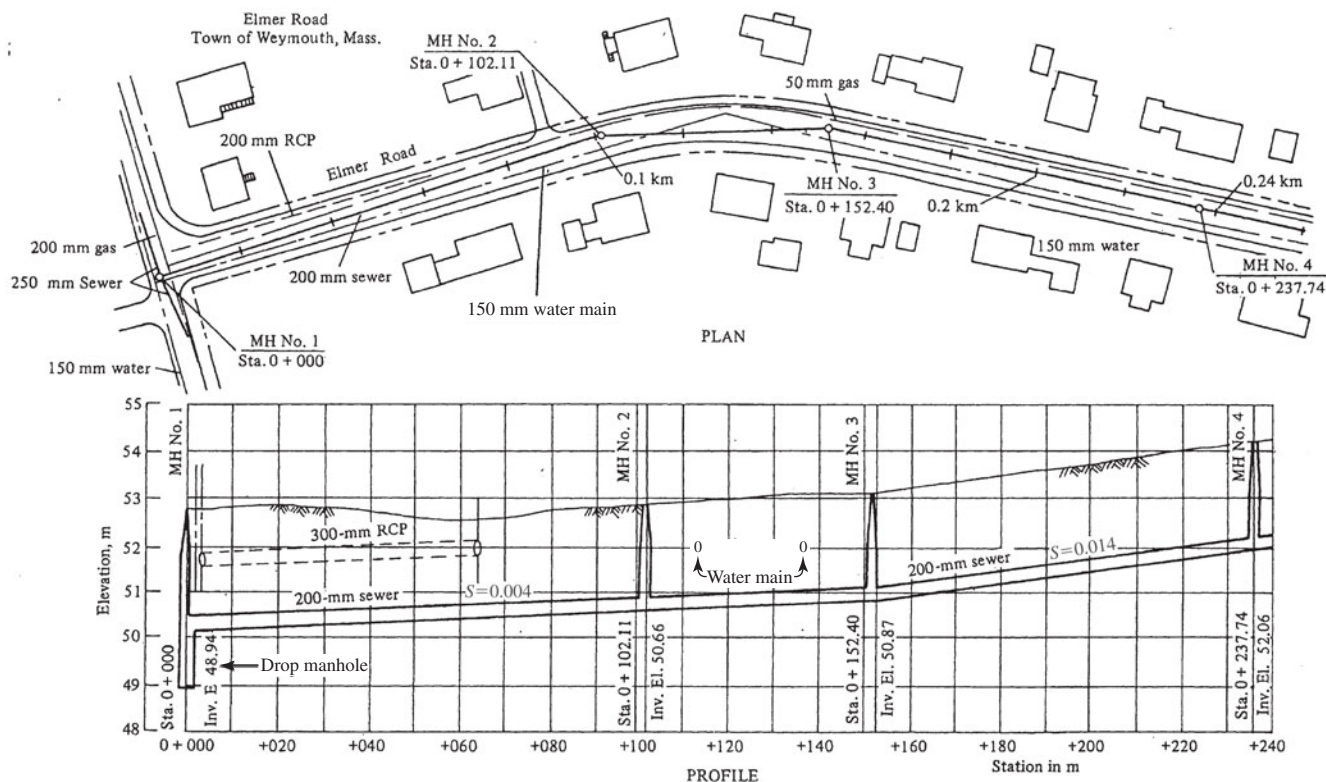 Elmer Road
Town of Weymouth, Mass.
MH No. 2
Sta. 0 + 102.11
50 mm gas
200 mm RCP
Elmer Road
0.1 km
MH No. 3
Sta. 0 + 152.40
0.2 km
0.24 km
200 mm gas
250 mm Sewer
200 mm sewer
150 mm water
MH No. 4
Sta. 0 + 237.74
150 mm water main
MH No. 1
Sta. 0 + 000
PLAN
150 mm water
55
54
53
52
51
50
49
48
Elevation, m
MH No. 1
MH No. 2
MH No. 3
MH No. 4
300-mm RCP
0
0
Water main
200-mm sewer
S=0.014
200-mm sewer
S=0.004
Drop manhole
Sta. 0 + 000
Inv. E. 48.94
Sta. 0 + 102.11
Inv. El. 50.66
Sta. 0 + 152.40
Inv. El. 50.87
Sta. 0 + 237.74
Inv. El. 52.06
0 + 000
+020
+040
+060
+080
+100
+120
+140
+160
+180
+200
+220
+240
Station in m
PROFILE